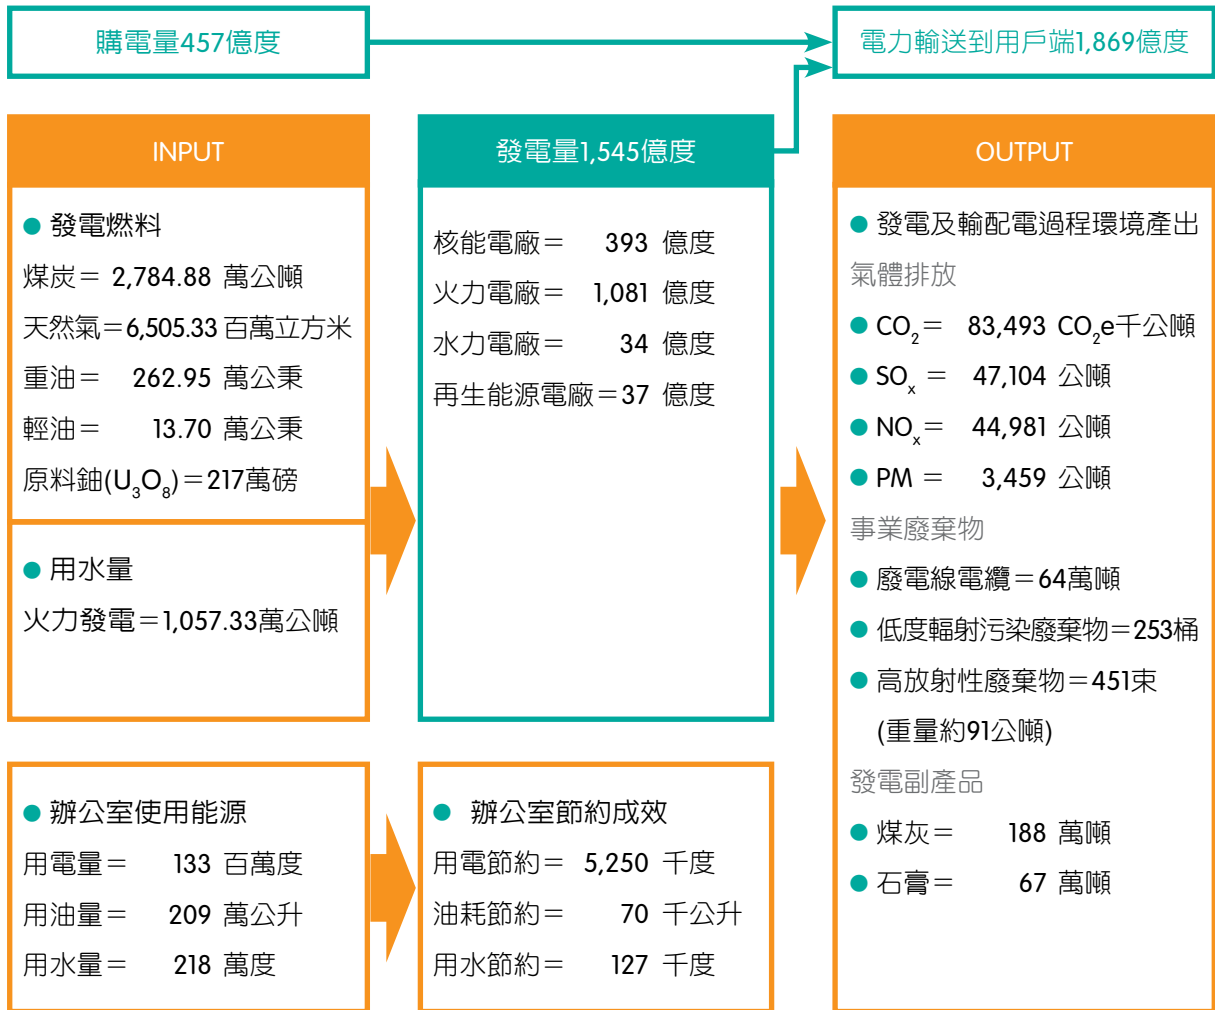 購電量457億度
電力輸送到用戶端1,869億度
INPUT
● 發電燃料
煤炭＝ 2,784.88 萬公噸
天然氣＝6,505.33 百萬立方米
重油＝ 262.95 萬公秉
輕油＝ 13.70 萬公秉
原料鈾(U₃O₈)＝217萬磅
● 用水量
火力發電＝1,057.33萬公噸
發電量1,545億度
核能電廠＝ 393 億度
火力電廠＝ 1,081 億度
水力電廠＝ 34 億度
再生能源電廠＝37 億度
OUTPUT
● 發電及輸配電過程環境產出
氣體排放
● CO₂＝ 83,493 CO₂e千公噸
● SOₓ ＝ 47,104 公噸
● NOₓ＝ 44,981 公噸
● PM ＝ 3,459 公噸
事業廢棄物
● 廢電線電纜＝64萬噸
● 低度輻射污染廢棄物＝253桶
● 高放射性廢棄物＝451束
(重量約91公噸)
發電副產品
● 煤灰＝ 188 萬噸
● 石膏＝ 67 萬噸
● 辦公室使用能源
用電量＝ 133 百萬度
用油量＝ 209 萬公升
用水量＝ 218 萬度
● 辦公室節約成效
用電節約＝ 5,250 千度
油耗節約＝ 70 千公升
用水節約＝ 127 千度